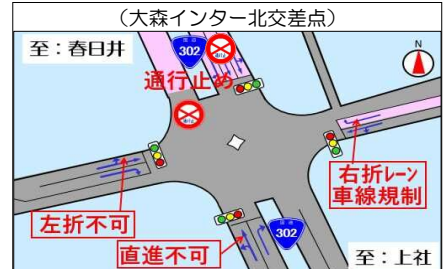 （大森インター北交差点）
至：春日井
302
通行止め
N
右折レーン
車線規制
左折不可
直進不可
302
至：上社